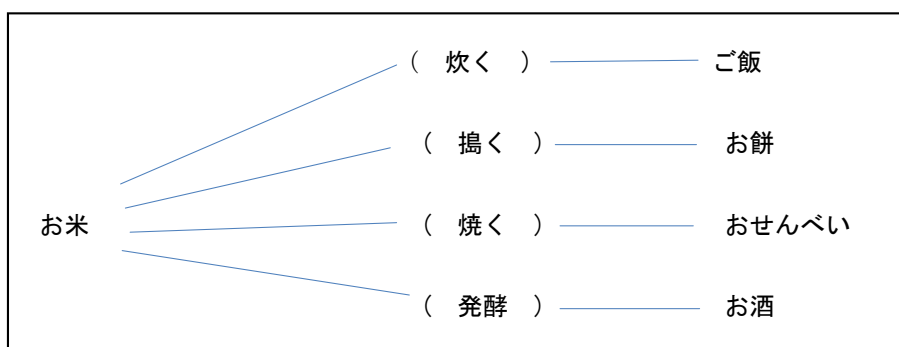 （　炊く　）　ご飯
（　搗く　）　お餅
お米　（　焼く　）　おせんべい
（　発酵　）　お酒